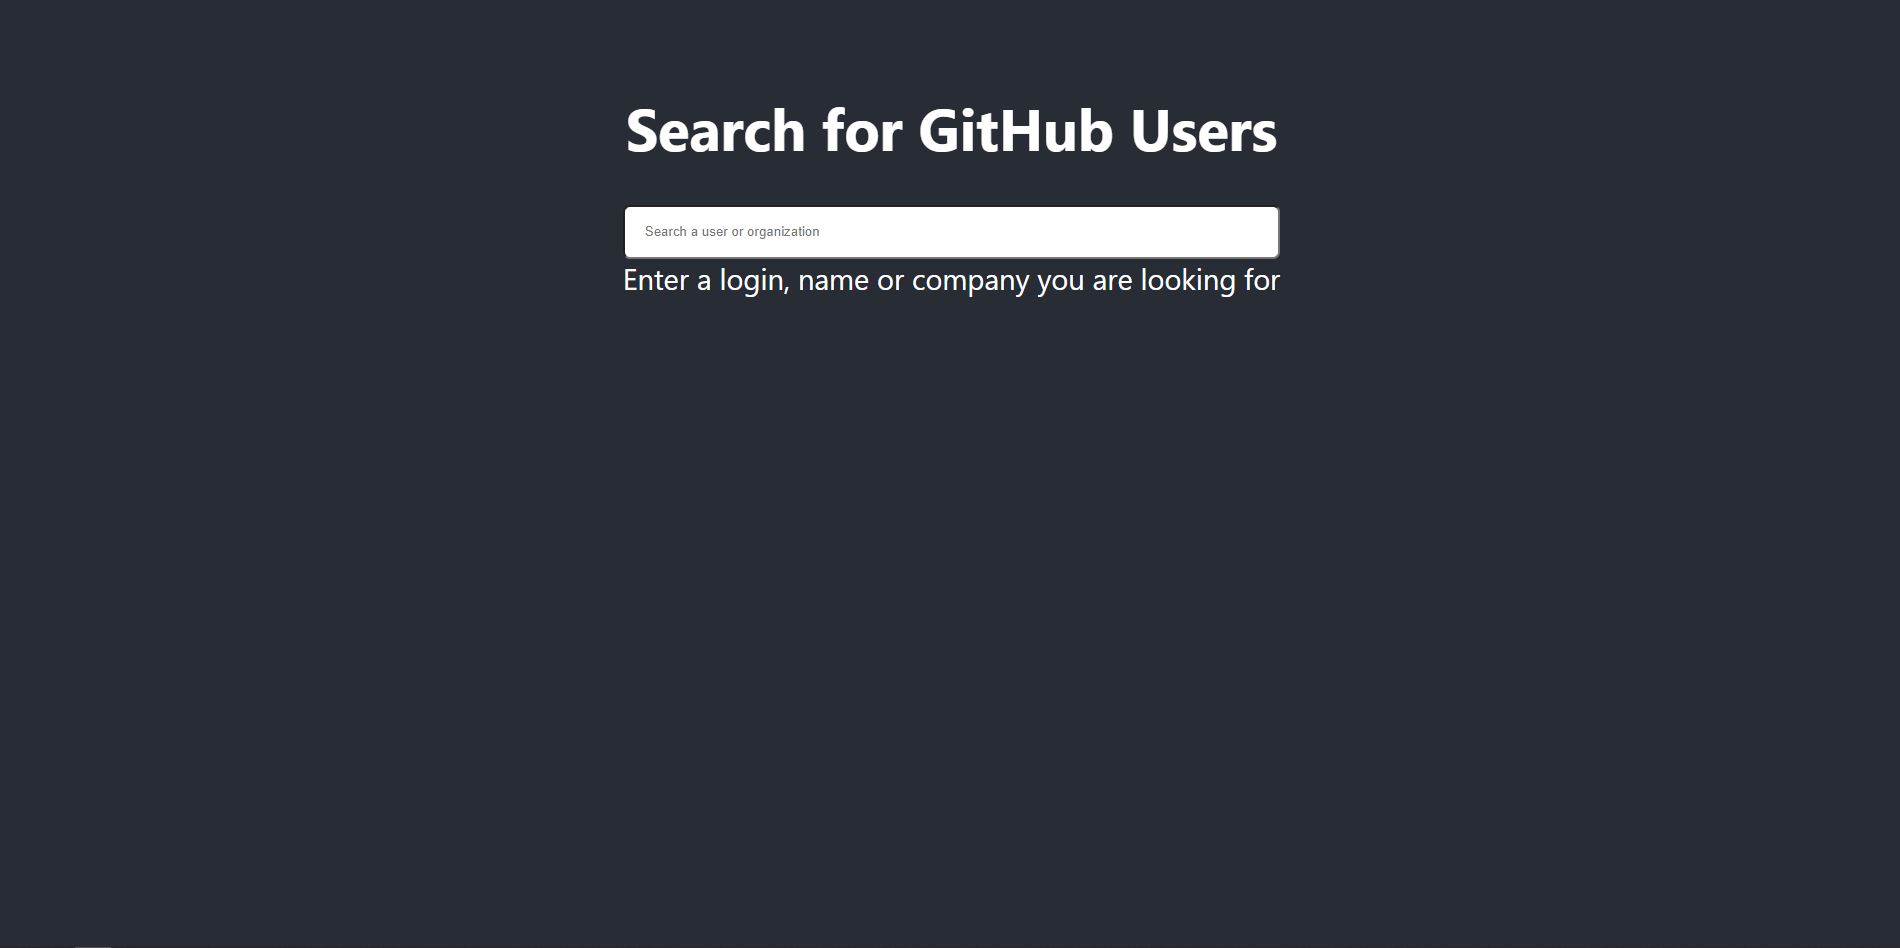 Search for GitHub Users
Search a user or organization
Enter a login, name or company you are looking for